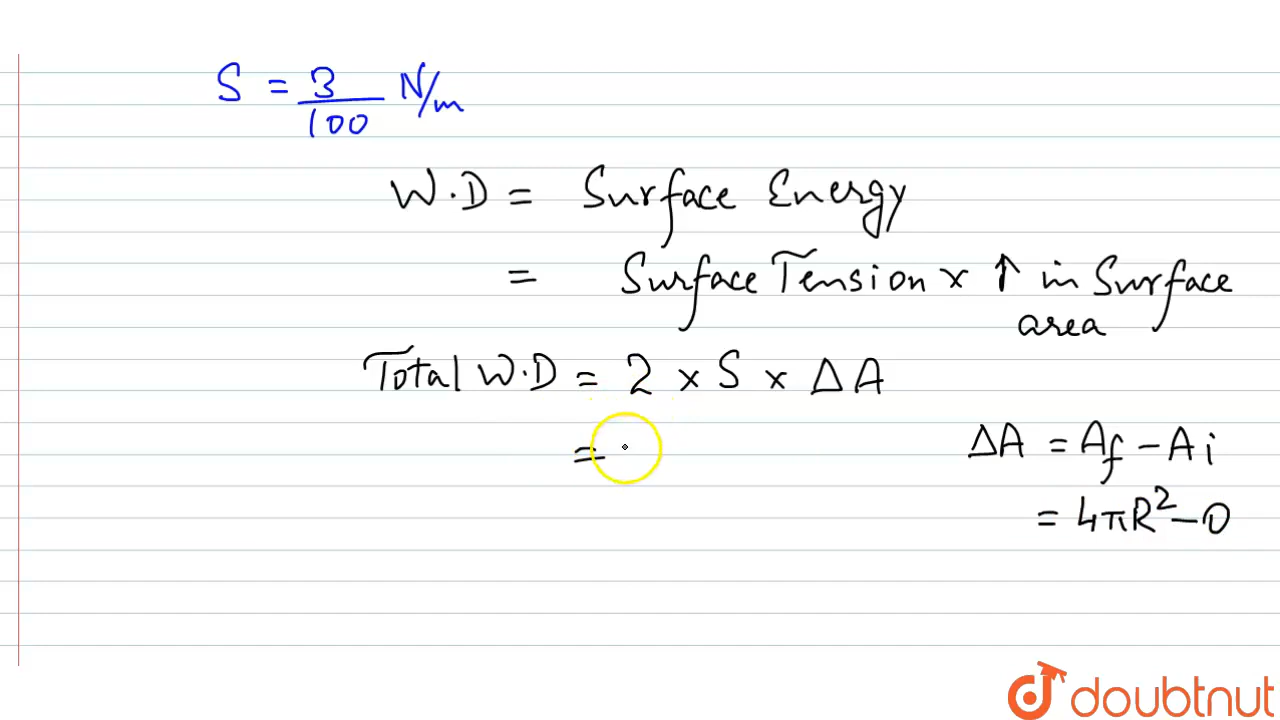 S = 3/100 N/m
W.D = Surface Energy
= Surface Tension × ↑ in Surface
area
Total W.D = 2 × S × ΔA
=
ΔA = Af - Ai
= 4πR² - 0
doubtnut